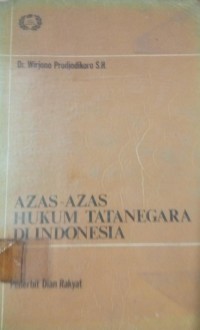 Dr. Wirjono Prodjodikoro S.H.
AZAS-AZAS
HUKUM TATANEGARA
DI INDONESIA
Penerbit Dian Rakyat